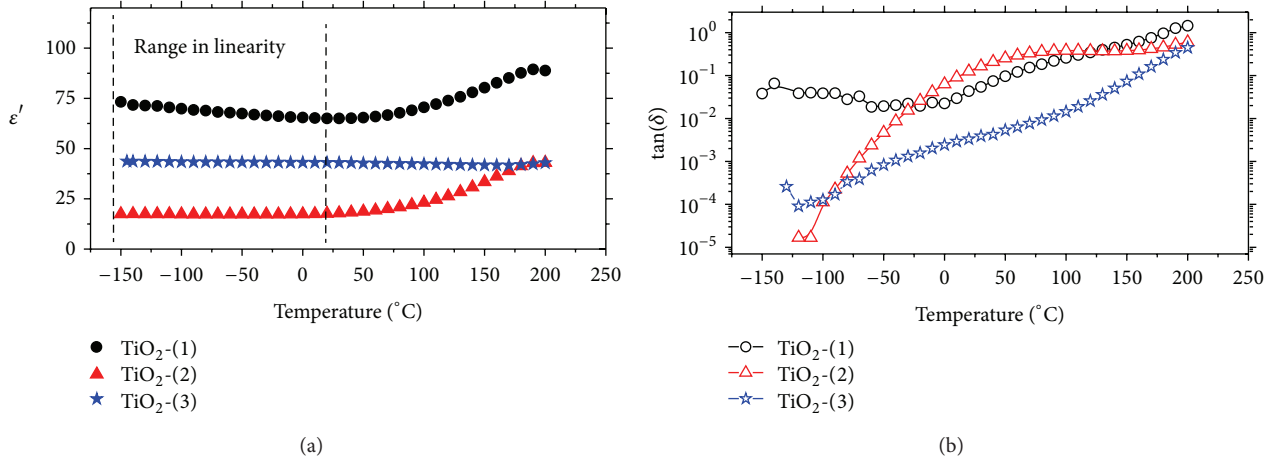 Range in linearity
ε′
100
75
50
25
0
−150 −100 −50 0 50 100 150 200 250
Temperature (°C)
TiO₂-(1)
TiO₂-(2)
TiO₂-(3)
(a)
tan(δ)
10⁰
10⁻¹
10⁻²
10⁻³
10⁻⁴
10⁻⁵
−150 −100 −50 0 50 100 150 200 250
Temperature (°C)
TiO₂-(1)
TiO₂-(2)
TiO₂-(3)
(b)